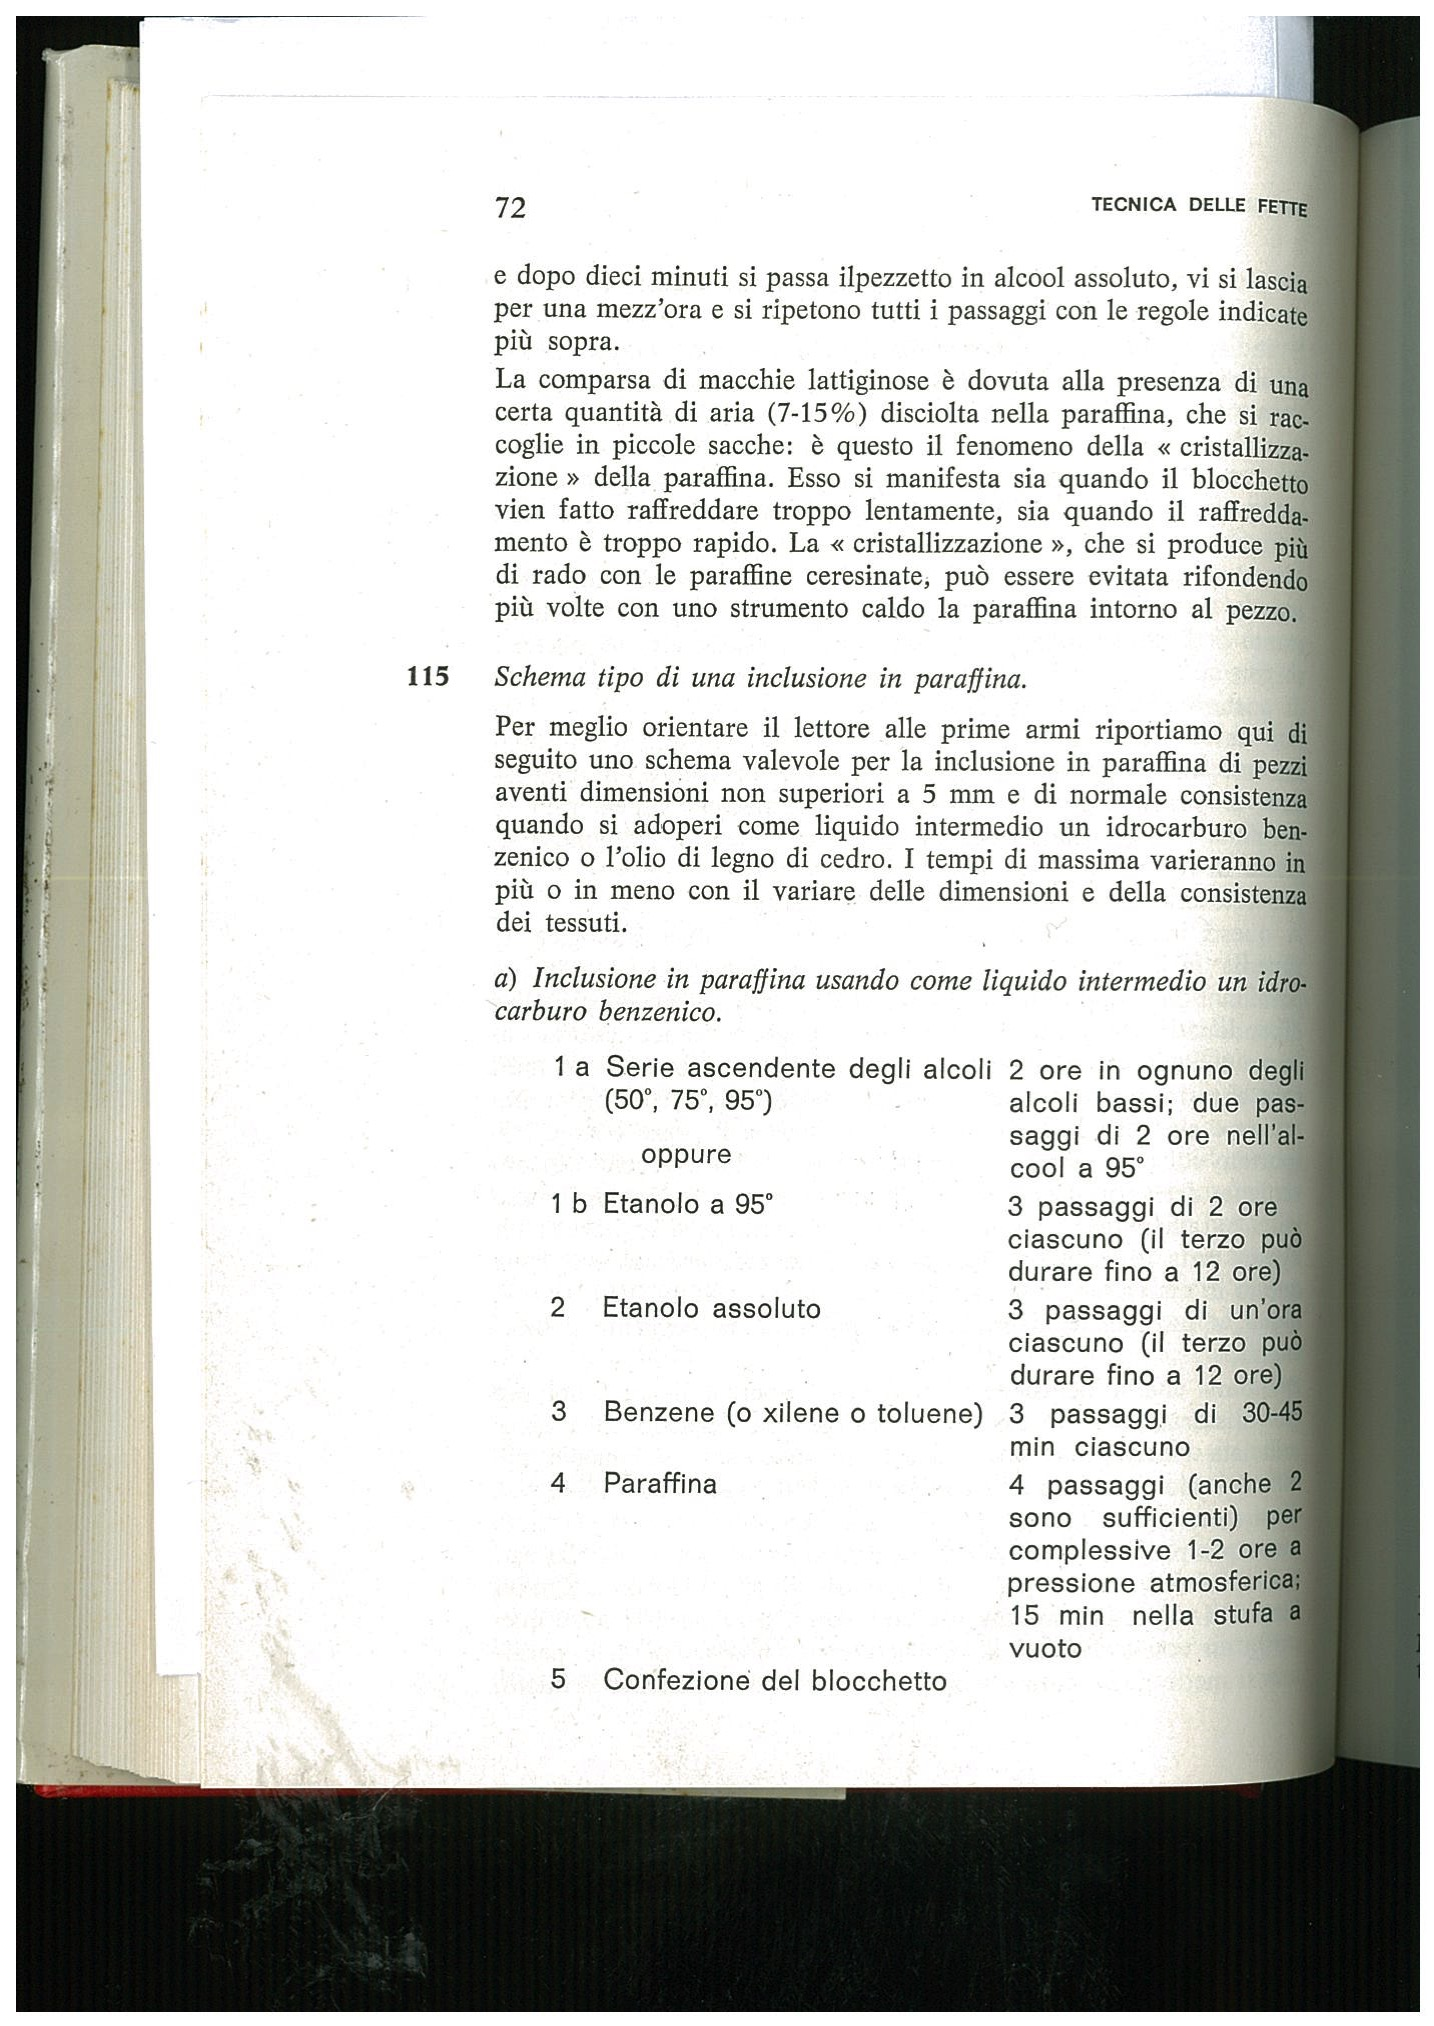 72
TECNICA DELLE FETTE
e dopo dieci minuti si passa ilpezzetto in alcool assoluto, vi si lascia
per una mezz'ora e si ripetono tutti i passaggi con le regole indicate
più sopra.
La comparsa di macchie lattiginose è dovuta alla presenza di una
certa quantità di aria (7-15%) disciolta nella paraffina, che si rac-
coglie in piccole sacche: è questo il fenomeno della « cristallizza-
zione » della paraffina. Esso si manifesta sia quando il blocchetto
vien fatto raffreddare troppo lentamente, sia quando il raffredda-
mento è troppo rapido. La « cristallizzazione », che si produce più
di rado con le paraffine ceresinate, può essere evitata rifondendo
più volte con uno strumento caldo la paraffina intorno al pezzo.
115 Schema tipo di una inclusione in paraffina.
Per meglio orientare il lettore alle prime armi riportiamo qui di
seguito uno schema valevole per la inclusione in paraffina di pezzi
aventi dimensioni non superiori a 5 mm e di normale consistenza
quando si adoperi come liquido intermedio un idrocarburo ben-
zenico o l'olio di legno di cedro. I tempi di massima varieranno in
più o in meno con il variare delle dimensioni e della consistenza
dei tessuti.
a) Inclusione in paraffina usando come liquido intermedio un idro-
carburo benzenico.
1 a Serie ascendente degli alcoli
(50°, 75°, 95°)
2 ore in ognuno degli
alcoli bassi; due pas-
saggi di 2 ore nell'al-
cool a 95°
oppure
1 b Etanolo a 95°
3 passaggi di 2 ore
ciascuno (il terzo può
durare fino a 12 ore)
2 Etanolo assoluto
3 passaggi di un'ora
ciascuno (il terzo può
durare fino a 12 ore)
3 Benzene (o xilene o toluene)
3 passaggi di 30-45
min ciascuno
4 Paraffina
4 passaggi (anche 2
sono sufficienti) per
complessive 1-2 ore a
pressione atmosferica;
15 min nella stufa a
vuoto
5 Confezione del blocchetto